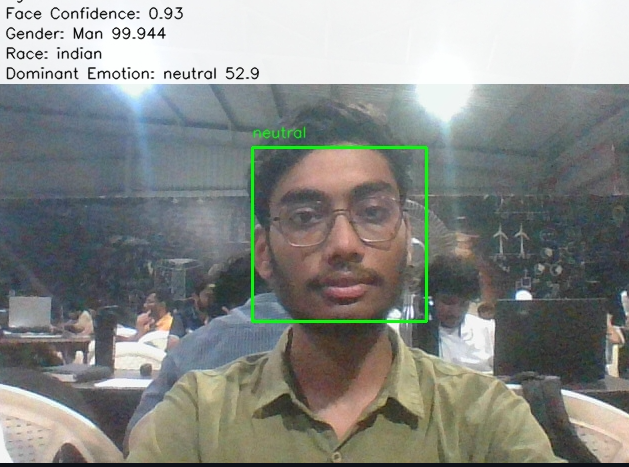 Face Confidence: 0.93
Gender: Man 99.944
Race: indian
Dominant Emotion: neutral 52.9
neutral